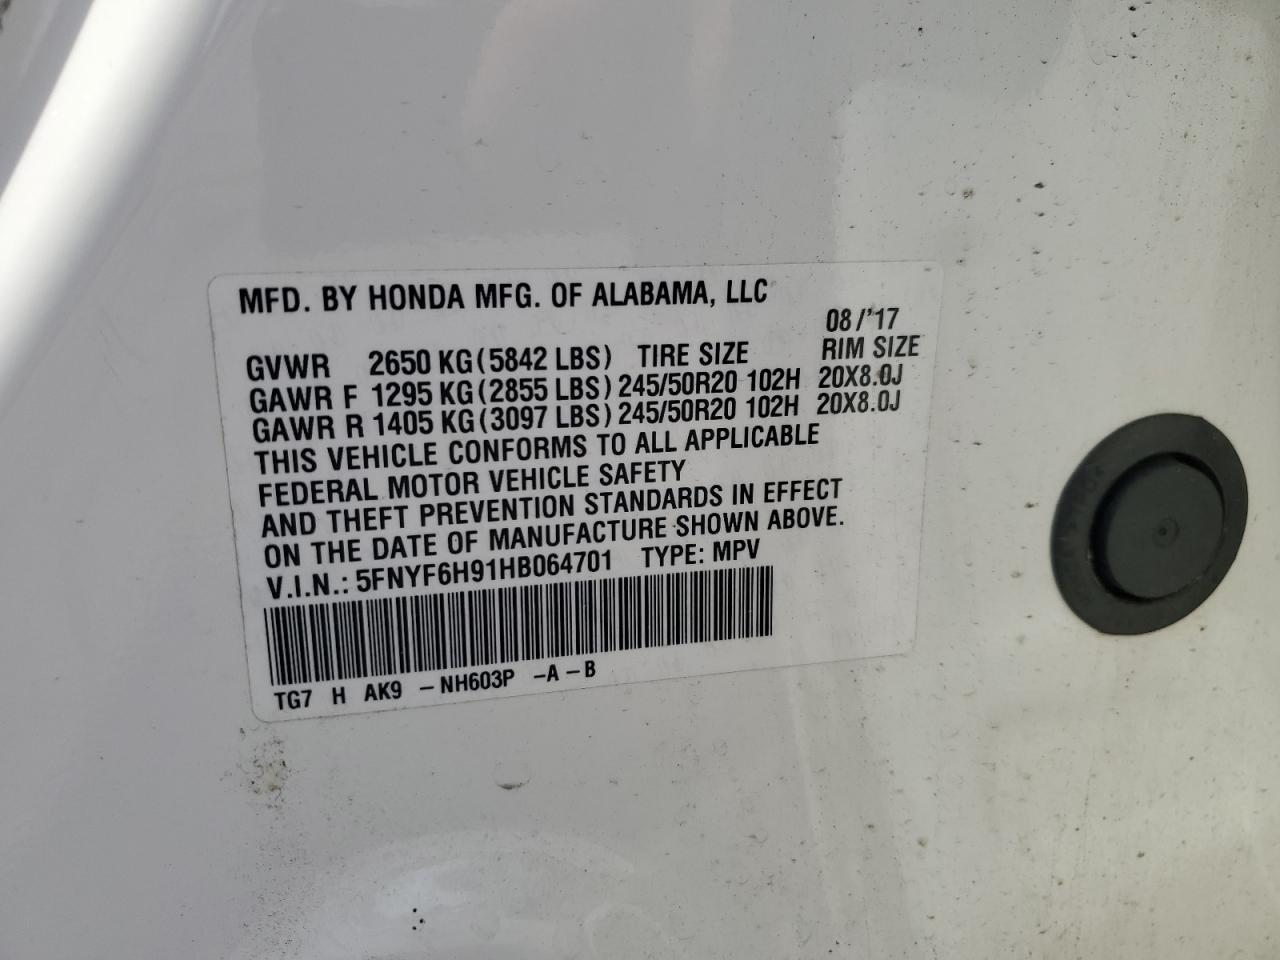 MFD. BY HONDA MFG. OF ALABAMA, LLC
08/'17
GVWR 2650 KG(5842 LBS) TIRE SIZE RIM SIZE
GAWR F 1295 KG(2855 LBS) 245/50R20 102H 20X8.0J
GAWR R 1405 KG(3097 LBS) 245/50R20 102H 20X8.0J
THIS VEHICLE CONFORMS TO ALL APPLICABLE
FEDERAL MOTOR VEHICLE SAFETY
AND THEFT PREVENTION STANDARDS IN EFFECT
ON THE DATE OF MANUFACTURE SHOWN ABOVE.
V.I.N.: 5FNYF6H91HB064701 TYPE: MPV
TG7 H AK9 -NH603P -A-B